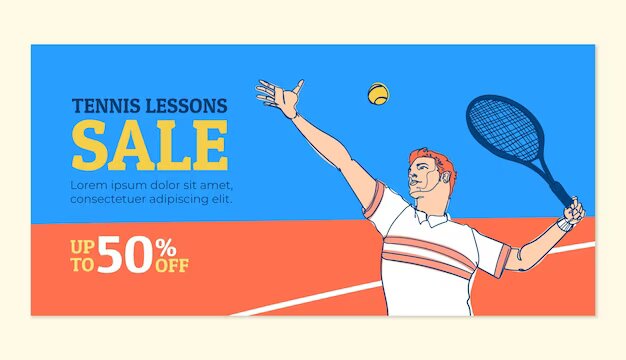 TENNIS LESSONS
SALE
Lorem ipsum dolor sit amet,
consectetuer adipiscing elit.
UP TO 50% OFF